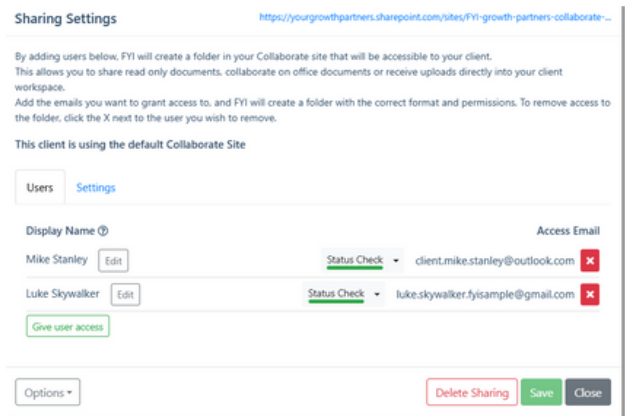 Sharing Settings https://yourgrowthpartners.sharepoint.com/sites/FYI-growth-partners-collaborate-...
By adding users below, FYI will create a folder in your Collaborate site that will be accessible to your client.
This allows you to share read only documents, collaborate on office documents or receive uploads directly into your client
workspace.
Add the emails you want to grant access to, and FYI will create a folder with the correct format and permissions. To remove access to
the folder, click the X next to the user you wish to remove.
This client is using the default Collaborate Site
Users Settings
Display Name Access Email
Mike Stanley Edit Status Check client.mike.stanley@outlook.com
Luke Skywalker Edit Status Check luke.skywalker.fyisample@gmail.com
Give user access
Options Delete Sharing Save Close